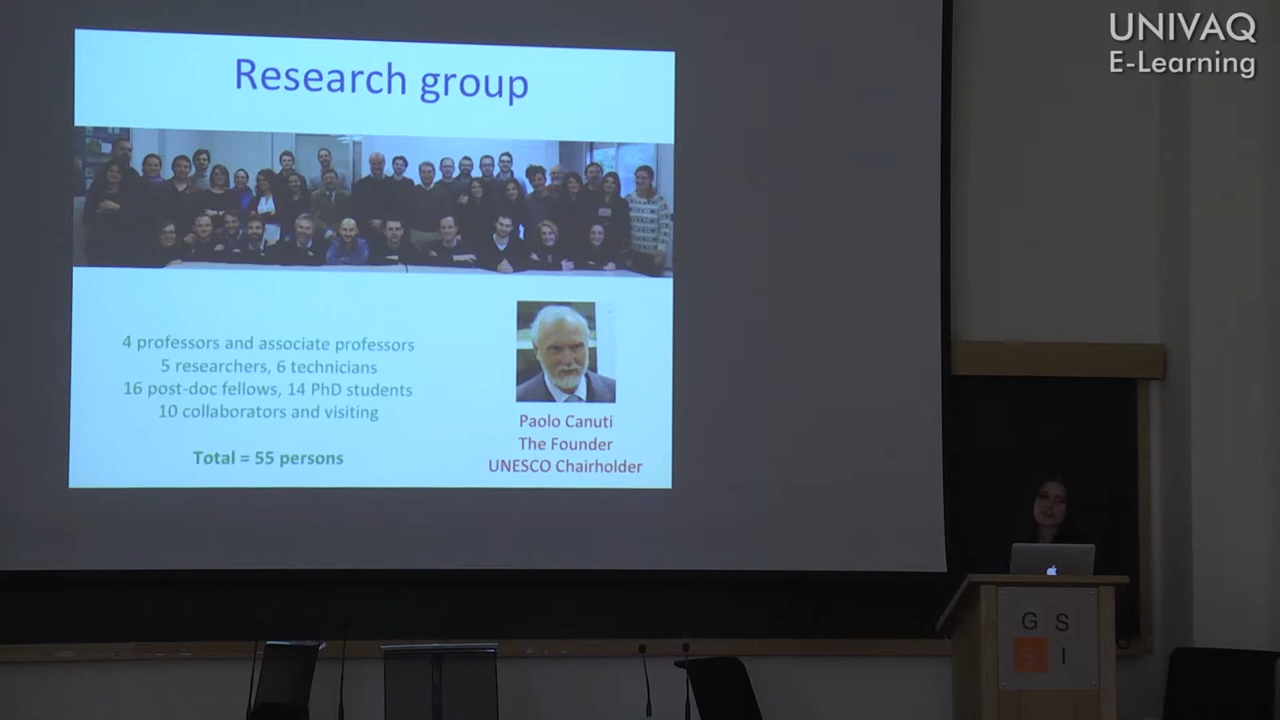 UNIVAQ
E-Learning
Research group
4 professors and associate professors
5 researchers, 6 technicians
16 post-doc fellows, 14 PhD students
10 collaborators and visiting
Total = 55 persons
Paolo Canuti
The Founder
UNESCO Chairholder
G S
S I